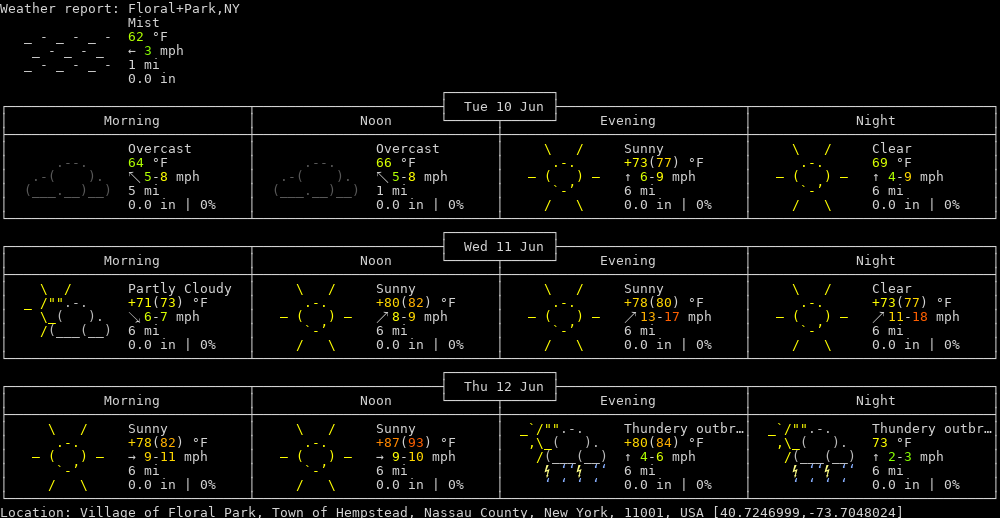 Weather report: Floral+Park,NY
Mist
62 °F
← 3 mph
1 mi
0.0 in
Tue 10 Jun
Morning Noon Evening Night
Overcast Overcast Sunny Clear
64 °F 66 °F +73(77) °F 69 °F
↖ 5-8 mph ↖ 5-8 mph ↑ 6-9 mph ↑ 4-9 mph
5 mi 1 mi 6 mi 6 mi
0.0 in | 0% 0.0 in | 0% 0.0 in | 0% 0.0 in | 0%
Wed 11 Jun
Morning Noon Evening Night
Partly Cloudy Sunny Sunny Clear
+71(73) °F +80(82) °F +78(80) °F +73(77) °F
↘ 6-7 mph ↗ 8-9 mph ↗ 13-17 mph ↗ 11-18 mph
6 mi 6 mi 6 mi 6 mi
0.0 in | 0% 0.0 in | 0% 0.0 in | 0% 0.0 in | 0%
Thu 12 Jun
Morning Noon Evening Night
Sunny Sunny Thundery outbr… Thundery outbr…
+78(82) °F +87(93) °F +80(84) °F 73 °F
→ 9-11 mph → 9-10 mph ↑ 4-6 mph ↑ 2-3 mph
6 mi 6 mi 6 mi 6 mi
0.0 in | 0% 0.0 in | 0% 0.0 in | 0% 0.0 in | 0%
Location: Village of Floral Park, Town of Hempstead, Nassau County, New York, 11001, USA [40.7246999,-73.7048024]